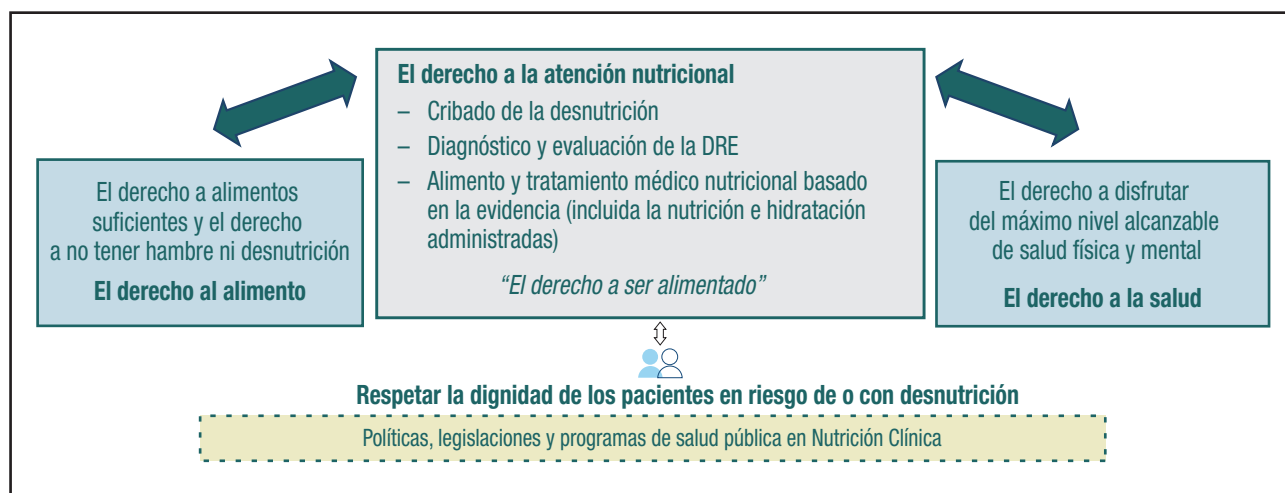 El derecho a la atención nutricional
– Cribado de la desnutrición
– Diagnóstico y evaluación de la DRE
– Alimento y tratamiento médico nutricional basado
en la evidencia (incluida la nutrición e hidratación
administradas)
“El derecho a ser alimentado”
El derecho a alimentos
suficientes y el derecho
a no tener hambre ni desnutrición
El derecho al alimento
El derecho a disfrutar
del máximo nivel alcanzable
de salud física y mental
El derecho a la salud
Respetar la dignidad de los pacientes en riesgo de o con desnutrición
Políticas, legislaciones y programas de salud pública en Nutrición Clínica